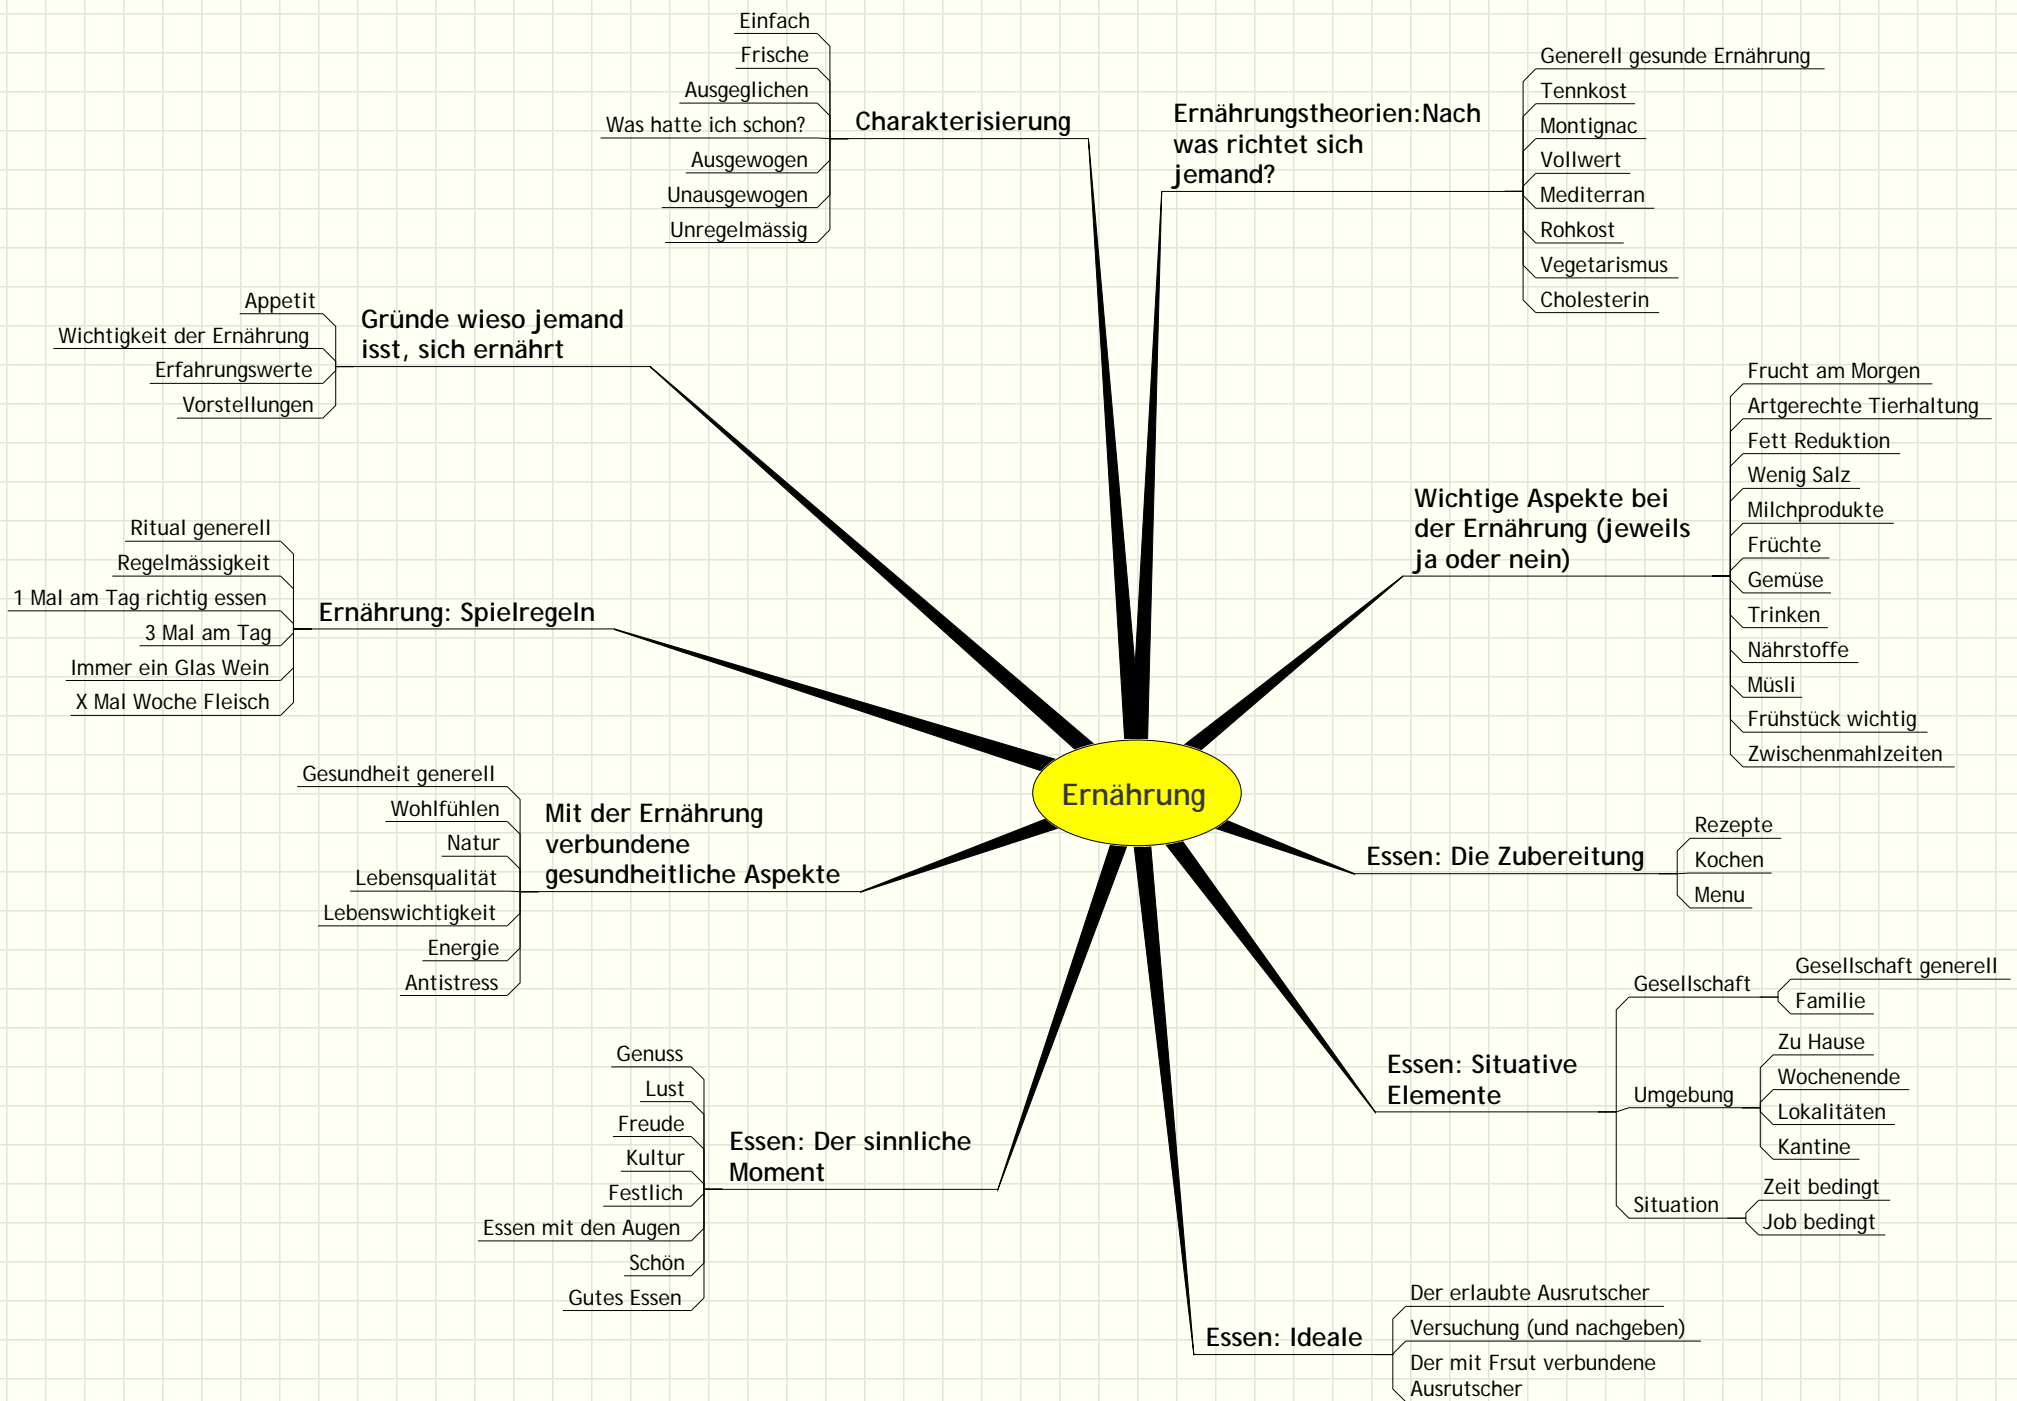 Einfach
Frische
Ausgeglichen
Was hatte ich schon?
Ausgewogen
Unausgewogen
Unregelmässig
Charakterisierung
Ernährungstheorien:Nach
was richtet sich
jemand?
Generell gesunde Ernährung
Tennkost
Montignac
Vollwert
Mediterran
Rohkost
Vegetarismus
Cholesterin
Appetit
Wichtigkeit der Ernährung
Erfahrungswerte
Vorstellungen
Gründe wieso jemand
isst, sich ernährt
Wichtige Aspekte bei
der Ernährung (jeweils
ja oder nein)
Frucht am Morgen
Artgerechte Tierhaltung
Fett Reduktion
Wenig Salz
Milchprodukte
Früchte
Gemüse
Trinken
Nährstoffe
Müsli
Frühstück wichtig
Zwischenmahlzeiten
Ritual generell
Regelmässigkeit
1 Mal am Tag richtig essen
3 Mal am Tag
Immer ein Glas Wein
X Mal Woche Fleisch
Ernährung: Spielregeln
Ernährung
Gesundheit generell
Wohlfühlen
Natur
Lebensqualität
Lebenswichtigkeit
Energie
Antistress
Mit der Ernährung
verbundene
gesundheitliche Aspekte
Essen: Die Zubereitung
Rezepte
Kochen
Menu
Essen: Situative
Elemente
Gesellschaft
Gesellschaft generell
Familie
Umgebung
Zu Hause
Wochenende
Lokalitäten
Kantine
Situation
Zeit bedingt
Job bedingt
Genuss
Lust
Freude
Kultur
Festlich
Essen mit den Augen
Schön
Gutes Essen
Essen: Der sinnliche
Moment
Essen: Ideale
Der erlaubte Ausrutscher
Versuchung (und nachgeben)
Der mit Frsut verbundene
Ausrutscher